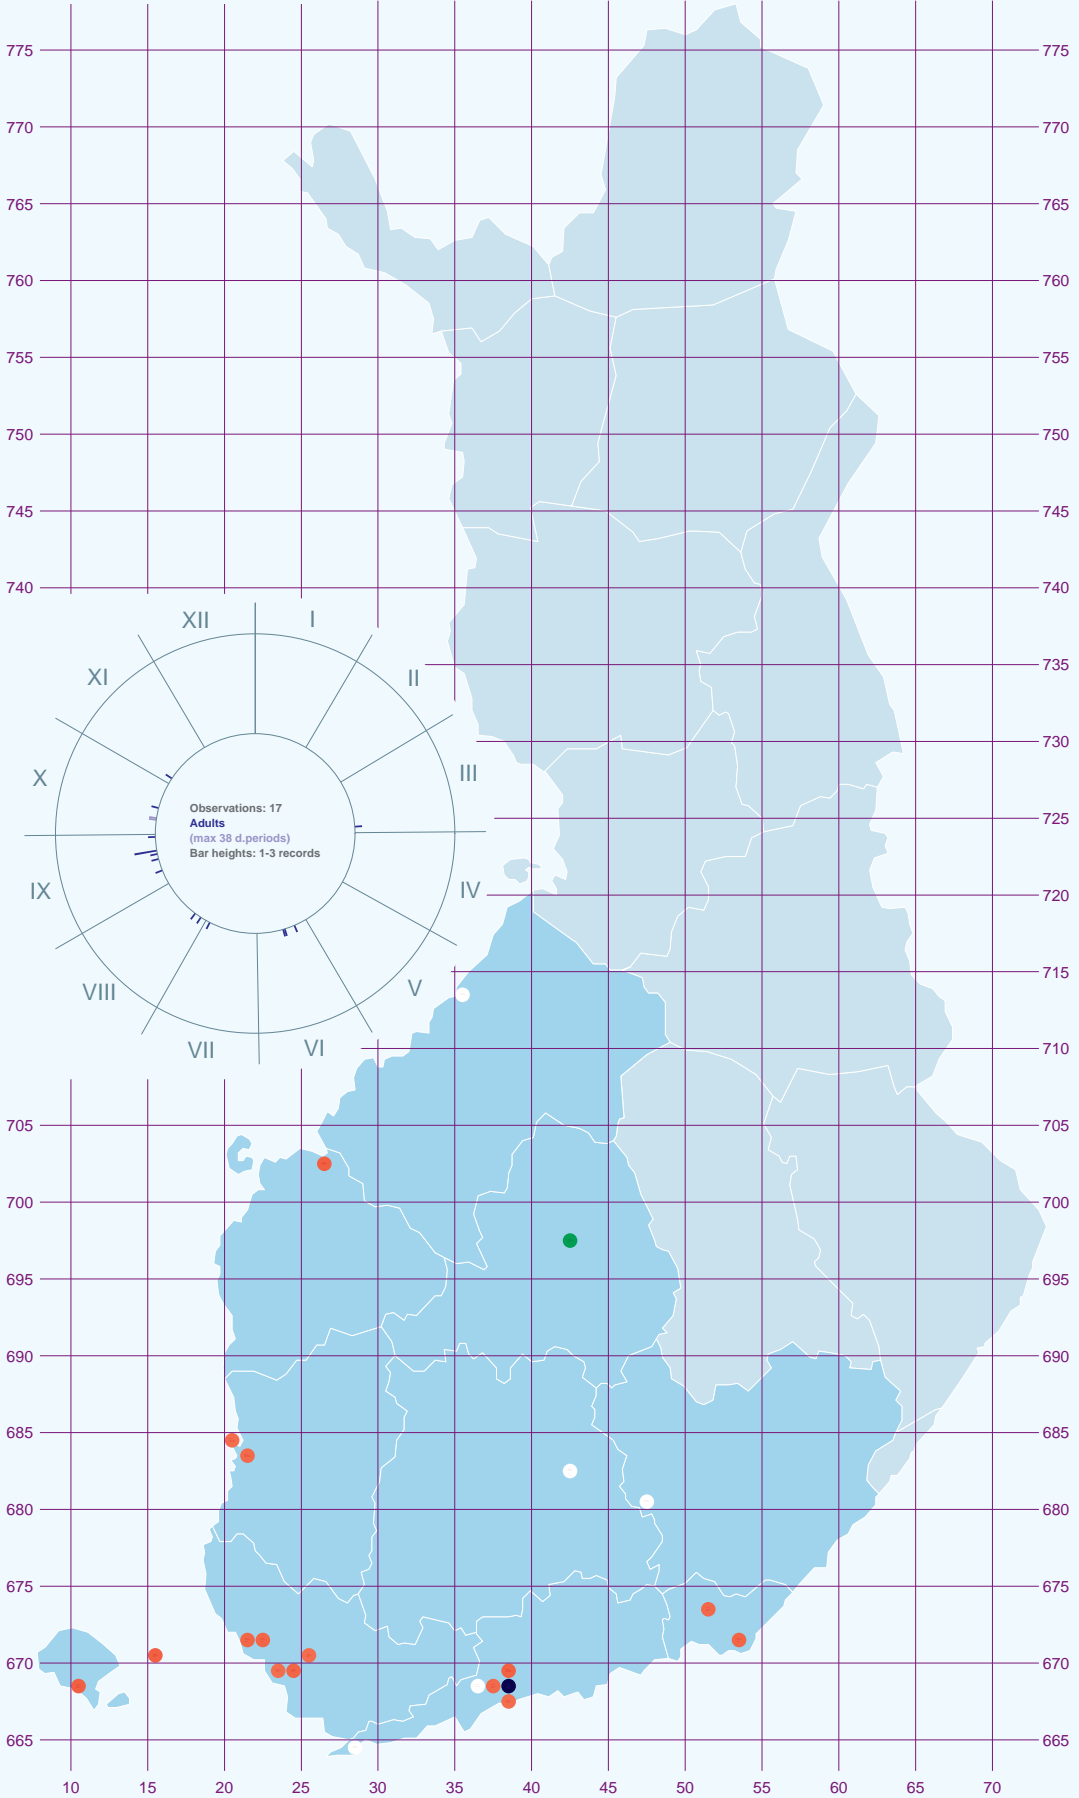 775 775
770 770
765 765
760 760
755 755
750 750
745 745
740 740
XII I
735 735
XI II
730 730
X III
Observations: 17
725
Adults
(max 38 d.periods)
Bar heights: 1-3 records
IX IV
720
VIII V
715
VII VI
710
705 705
700 700
695 695
690 690
685 685
680 680
675 675
670 670
665 665
10 15 20 25 30 35 40 45 50 55 60 65 70